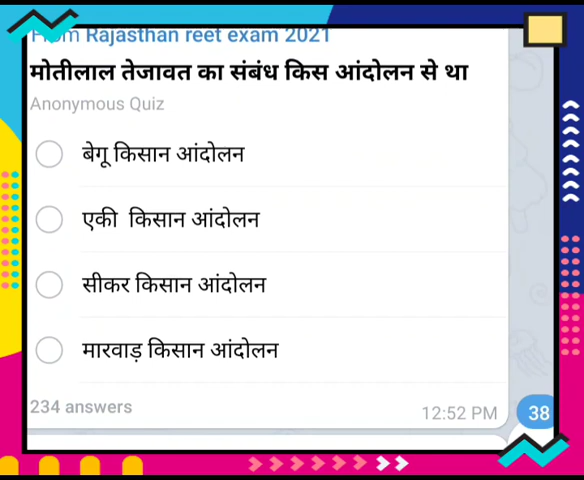 From Rajasthan reet exam 2021
मोतीलाल तेजावत का संबंध किस आंदोलन से था
Anonymous Quiz
बेगू किसान आंदोलन
एकी किसान आंदोलन
सीकर किसान आंदोलन
मारवाड़ किसान आंदोलन
234 answers
12:52 PM
38